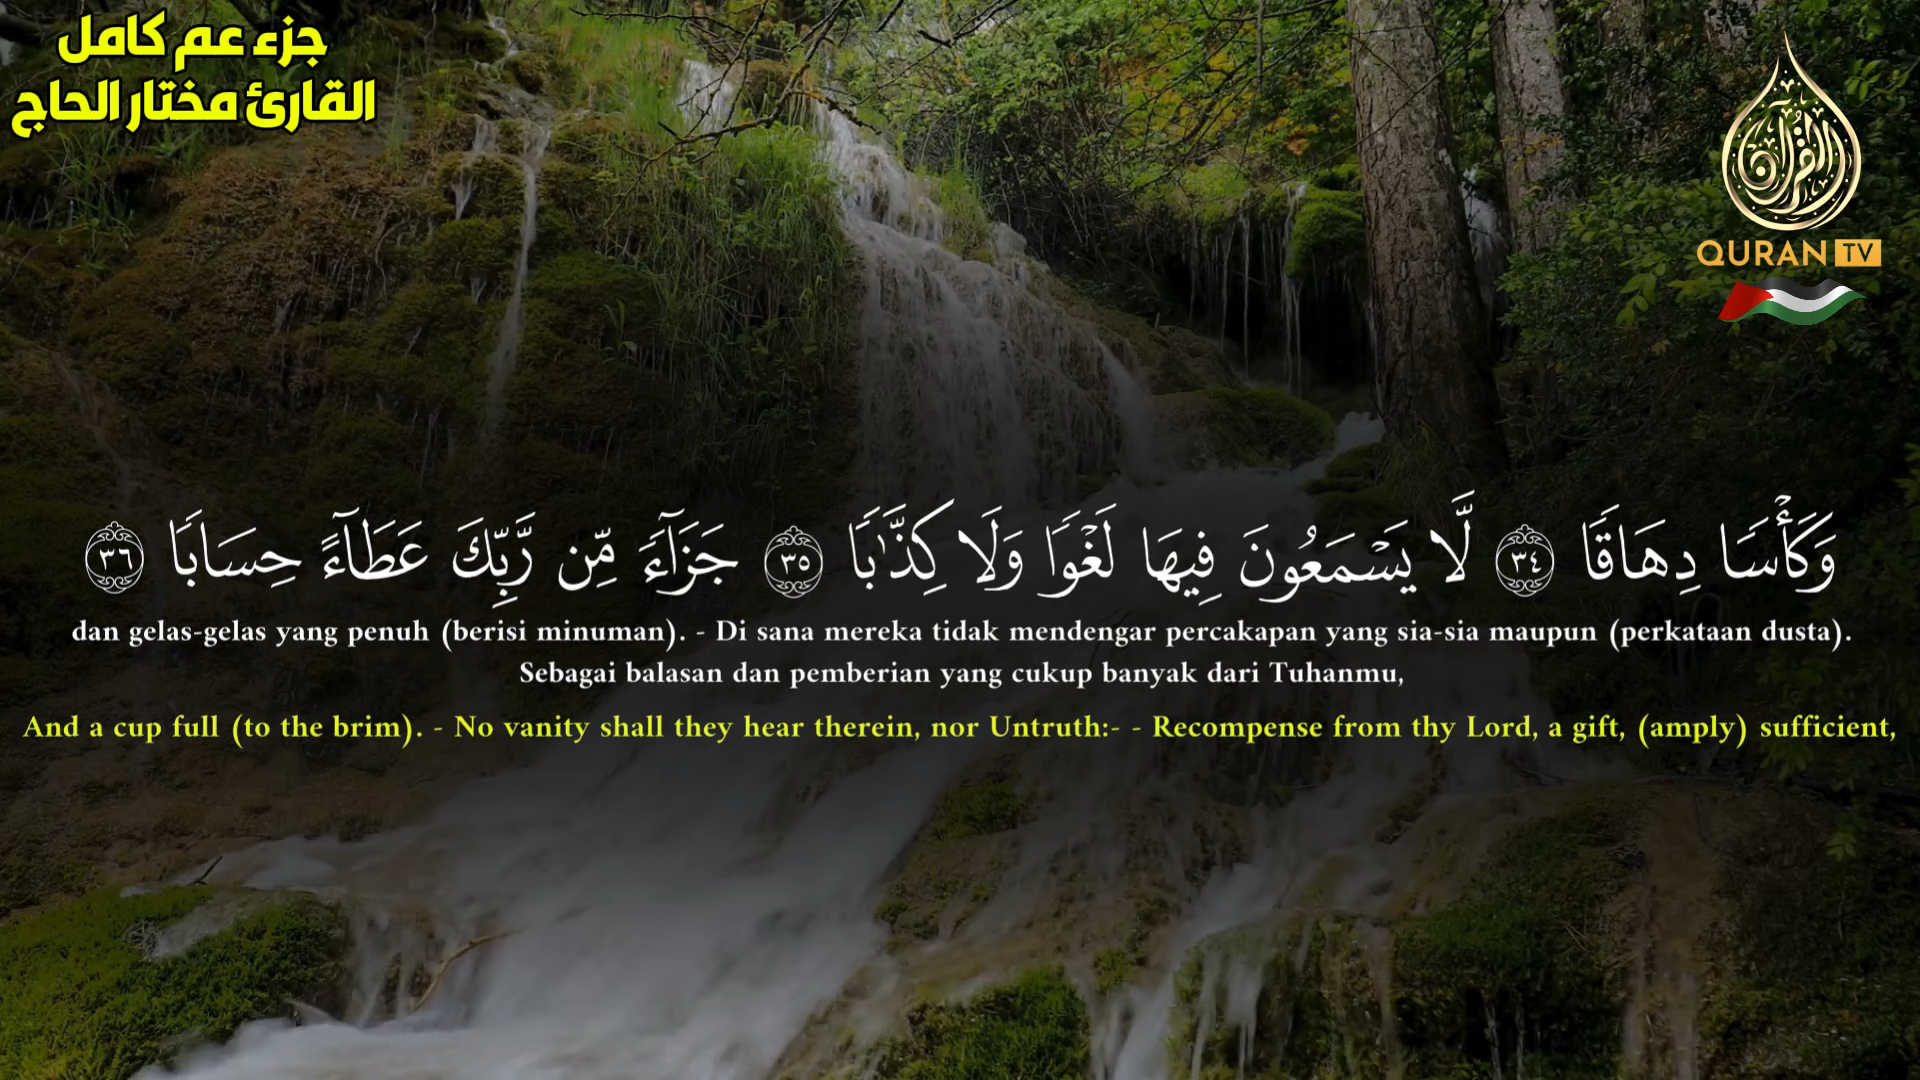 جزء عم كامل
القارئ مختار الحاج
القرآن
QURAN TV
وَكَأۡسٗا دِهَاقٗا ٣٤ لَّا يَسۡمَعُونَ فِيهَا لَغۡوٗا وَلَا كِذَّٰبٗا ٣٥ جَزَآءٗ مِّن رَّبِّكَ عَطَآءً حِسَابٗا ٣٦
dan gelas-gelas yang penuh (berisi minuman). - Di sana mereka tidak mendengar percakapan yang sia-sia maupun (perkataan dusta).
Sebagai balasan dan pemberian yang cukup banyak dari Tuhanmu,
And a cup full (to the brim). - No vanity shall they hear therein, nor Untruth:- - Recompense from thy Lord, a gift, (amply) sufficient,